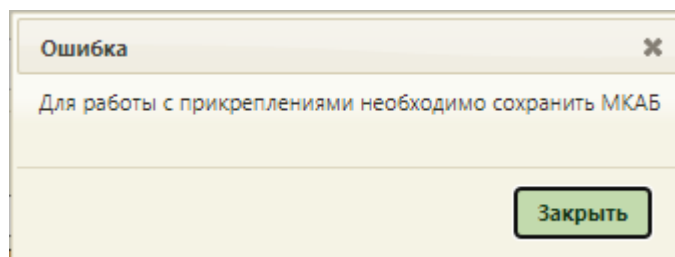 Ошибка
Для работы с прикреплениями необходимо сохранить МКАБ
Закрыть